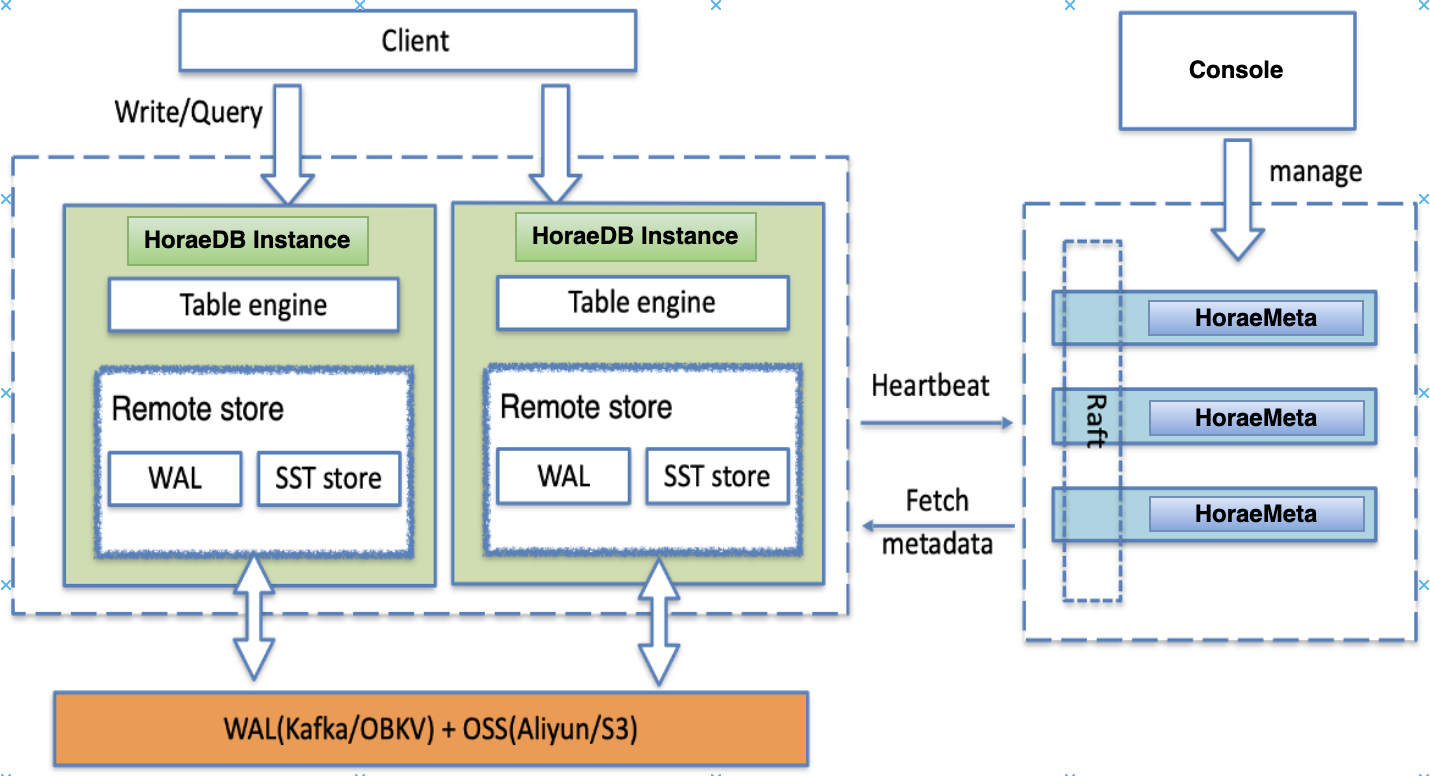 Client
Write/Query
HoraeDB Instance
Table engine
Remote store
WAL
SST store
HoraeDB Instance
Table engine
Remote store
WAL
SST store
WAL(Kafka/OBKV) + OSS(Aliyun/S3)
Heartbeat
Fetch
metadata
Console
manage
Raft
HoraeMeta
HoraeMeta
HoraeMeta